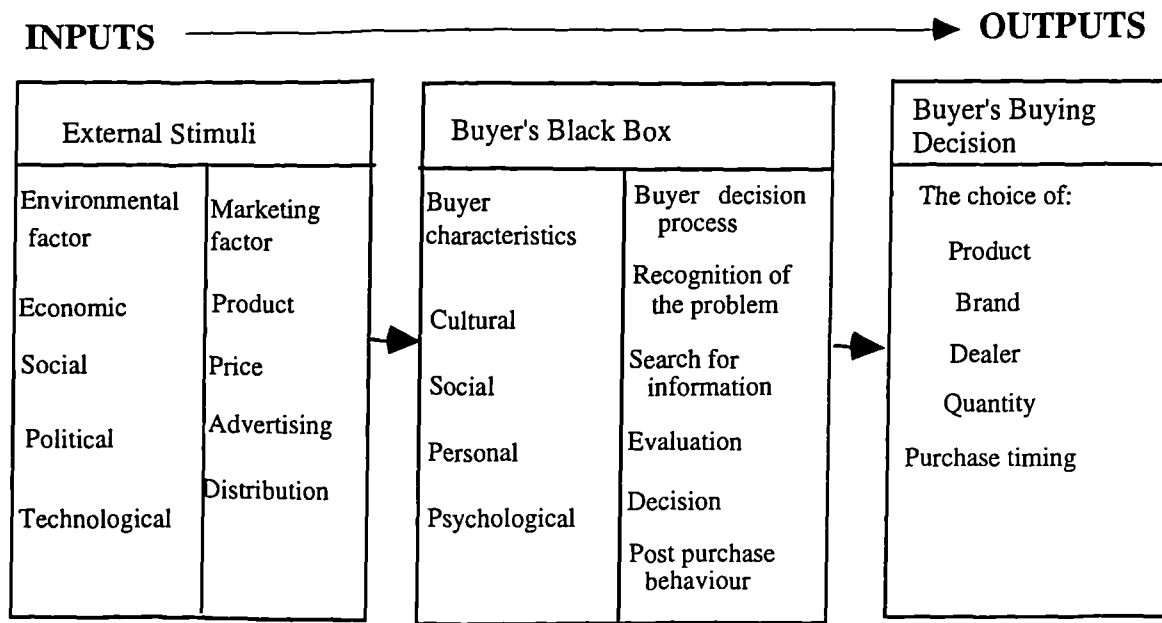 INPUTS
OUTPUTS
External Stimuli
Environmental
factor
Economic
Social
Political
Technological
Marketing
factor
Product
Price
Advertising
Distribution
Buyer's Black Box
Buyer
characteristics
Cultural
Social
Personal
Psychological
Buyer decision
process
Recognition of
the problem
Search for
information
Evaluation
Decision
Post purchase
behaviour
Buyer's Buying
Decision
The choice of:
Product
Brand
Dealer
Quantity
Purchase timing